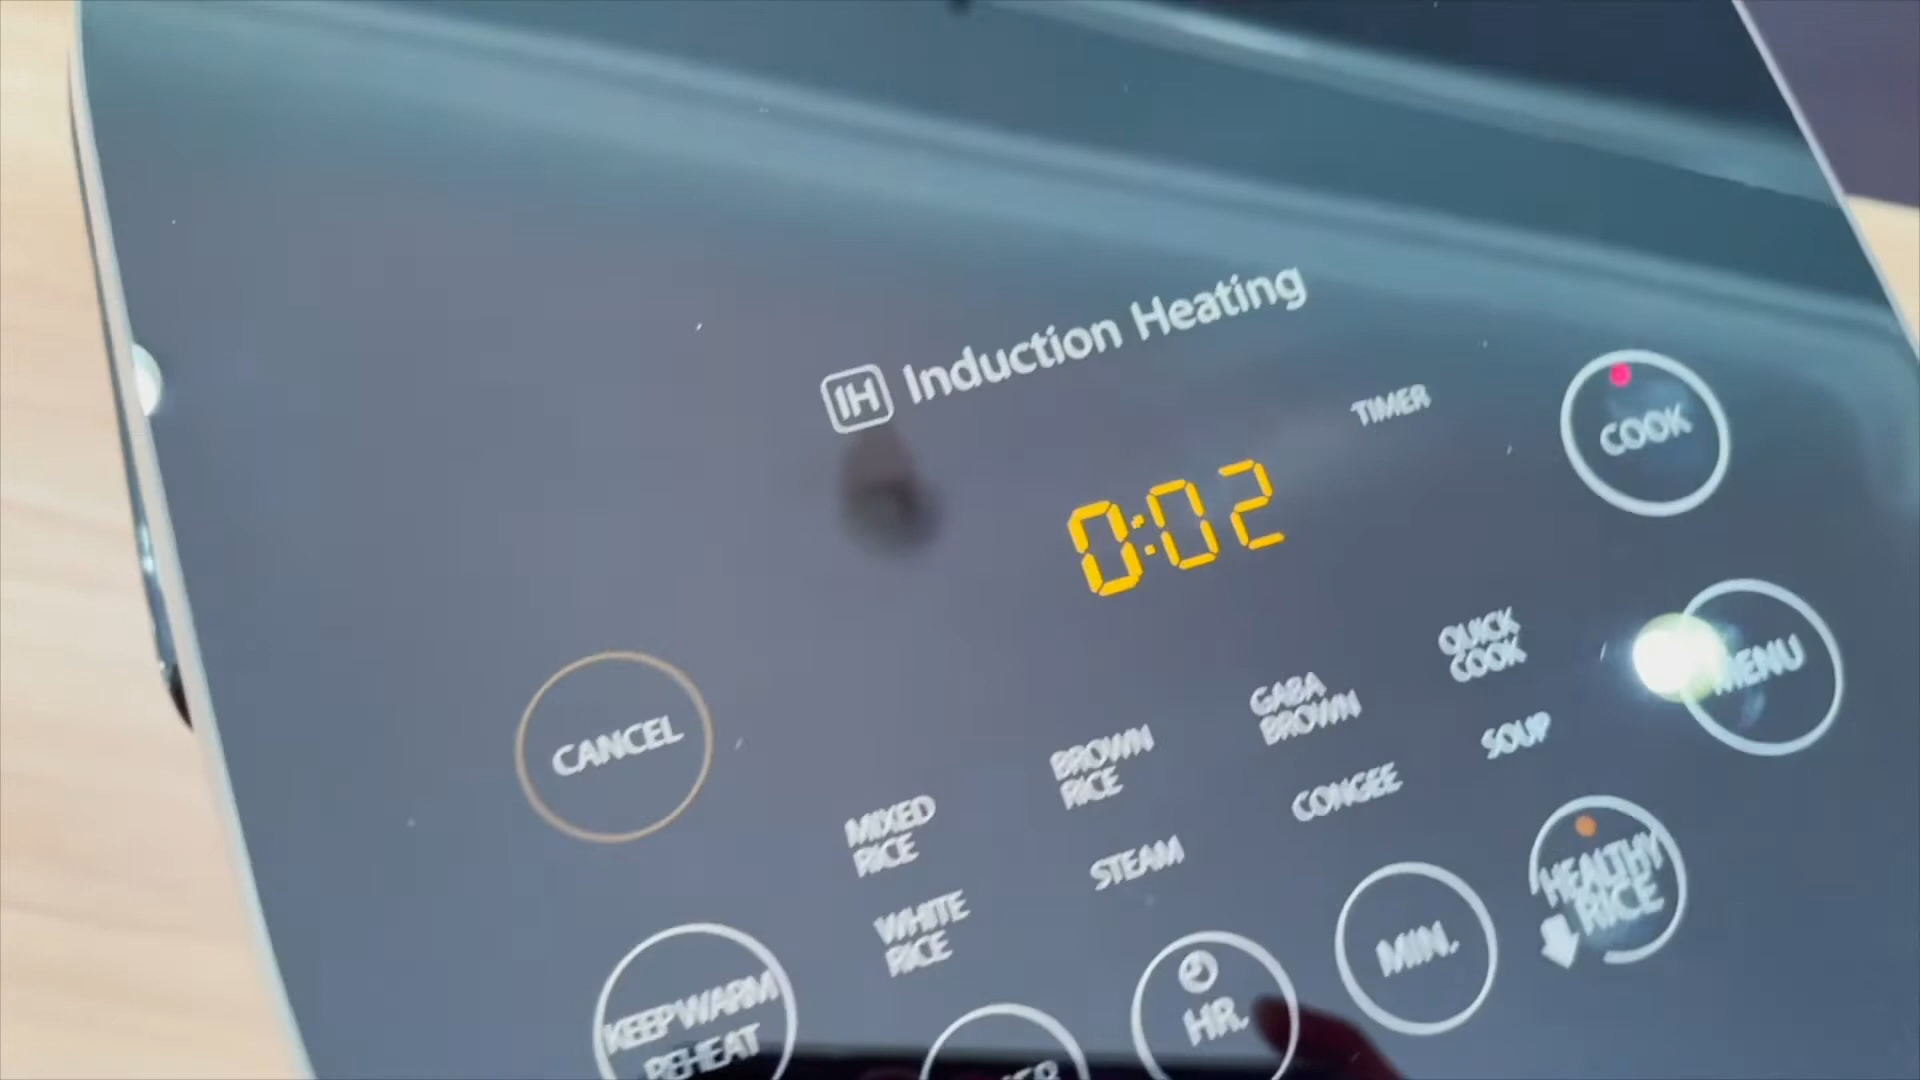 IH Induction Heating
TIMER
COOK
0:02
QUICK
COOK
MENU
GABA
BROWN
BROWN
RICE
MIXED
RICE
CANCEL
SOUP
CONGEE
STEAM
WHITE
RICE
HEALTHY
RICE
MIN.
HR.
KEEP WARM
REHEAT